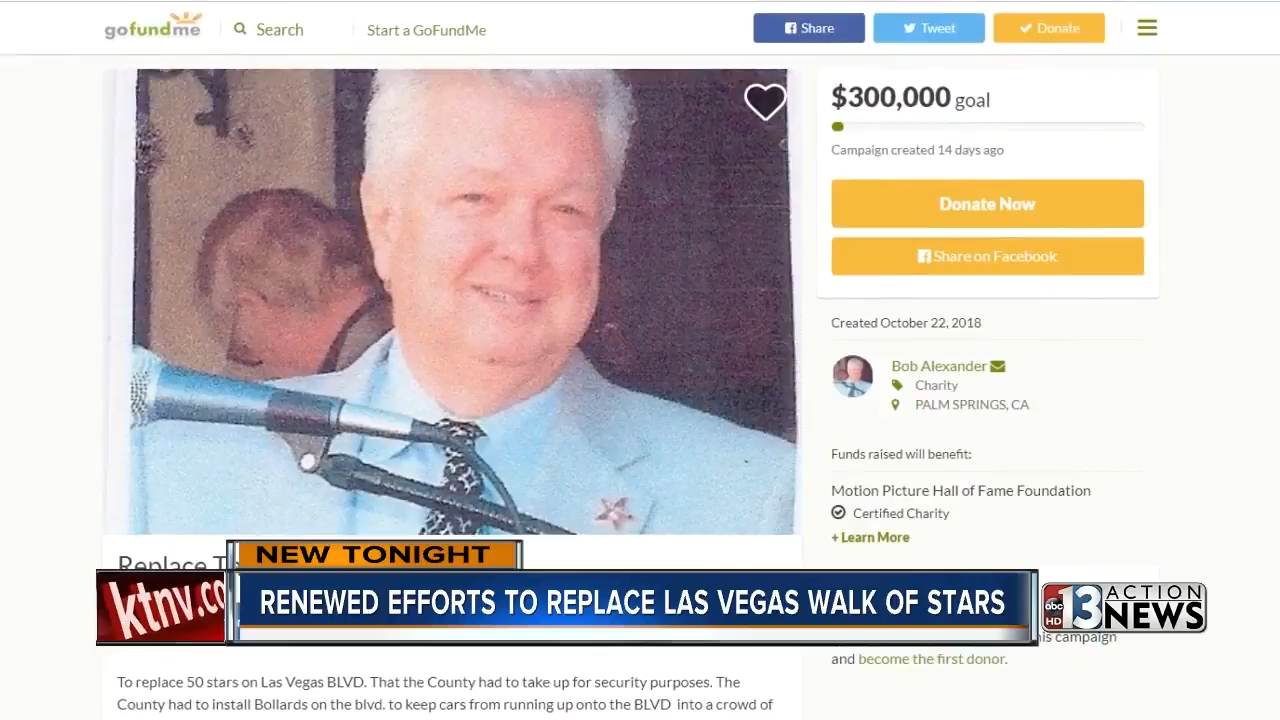 gofundme
Search
Start a GoFundMe
Share
Tweet
Donate
$300,000 goal
Campaign created 14 days ago
Donate Now
Share on Facebook
Created October 22, 2018
Bob Alexander
Charity
PALM SPRINGS, CA
Funds raised will benefit:
Motion Picture Hall of Fame Foundation
Certified Charity
+ Learn More
Replace
NEW TONIGHT
ktnv.co
RENEWED EFFORTS TO REPLACE LAS VEGAS WALK OF STARS
abc
HD
13
ACTION
NEWS
campaign
and become the first donor.
To replace 50 stars on Las Vegas BLVD. That the County had to take up for security purposes. The
County had to install Bollards on the blvd. to keep cars from running up onto the BLVD into a crowd of